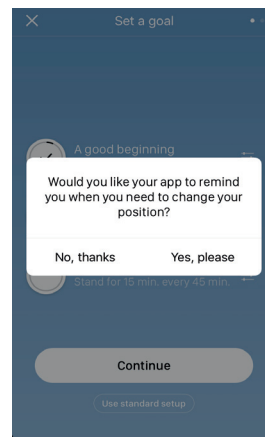 Set a goal
A good beginning
Would you like your app to remind
you when you need to change your
position?
No, thanks
Yes, please
Stand for 15 min. every 45 min.
Continue
Use standard setup